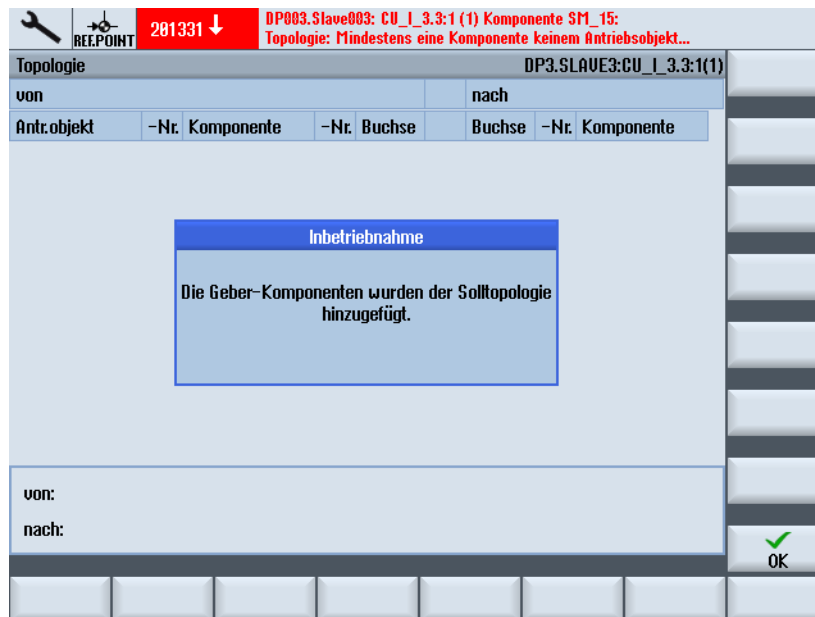 REF.POINT
201331
DP003.Slave003: CU_I_3.3:1 (1) Komponente SM_15:
Topologie: Mindestens eine Komponente keinem Antriebsobjekt...
Topologie DP3.SLAVE3:CU_I_3.3:1(1)
von nach
Antr.objekt -Nr. Komponente -Nr. Buchse Buchse -Nr. Komponente
Inbetriebnahme
Die Geber-Komponenten wurden der Solltopologie
hinzugefügt.
von:
nach:
OK